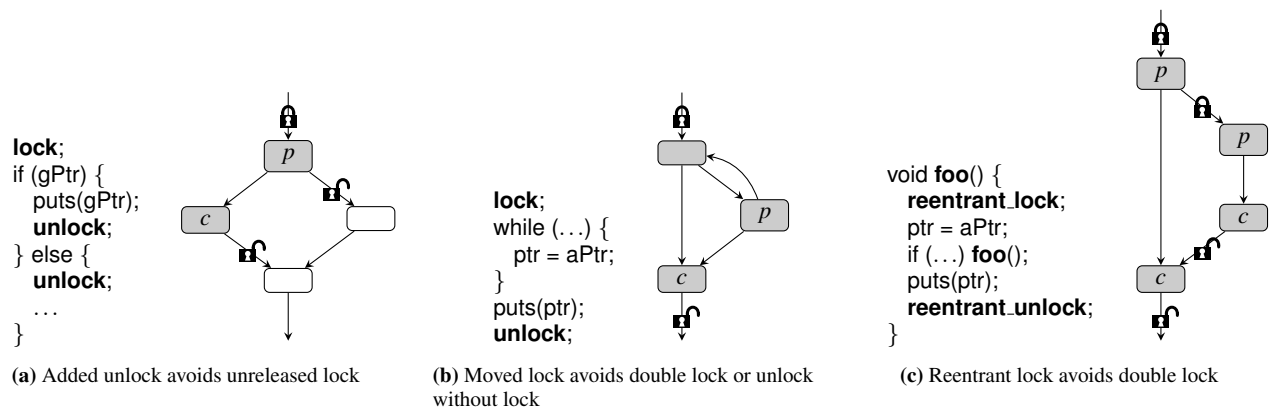 lock;
if (gPtr) {
puts(gPtr);
unlock;
} else {
unlock;
...
}
p
c
(a) Added unlock avoids unreleased lock
lock;
while (...) {
ptr = aPtr;
}
puts(ptr);
unlock;
p
c
(b) Moved lock avoids double lock or unlock
without lock
void foo() {
reentrant_lock;
ptr = aPtr;
if (...) foo();
puts(ptr);
reentrant_unlock;
}
p
p
c
c
(c) Reentrant lock avoids double lock